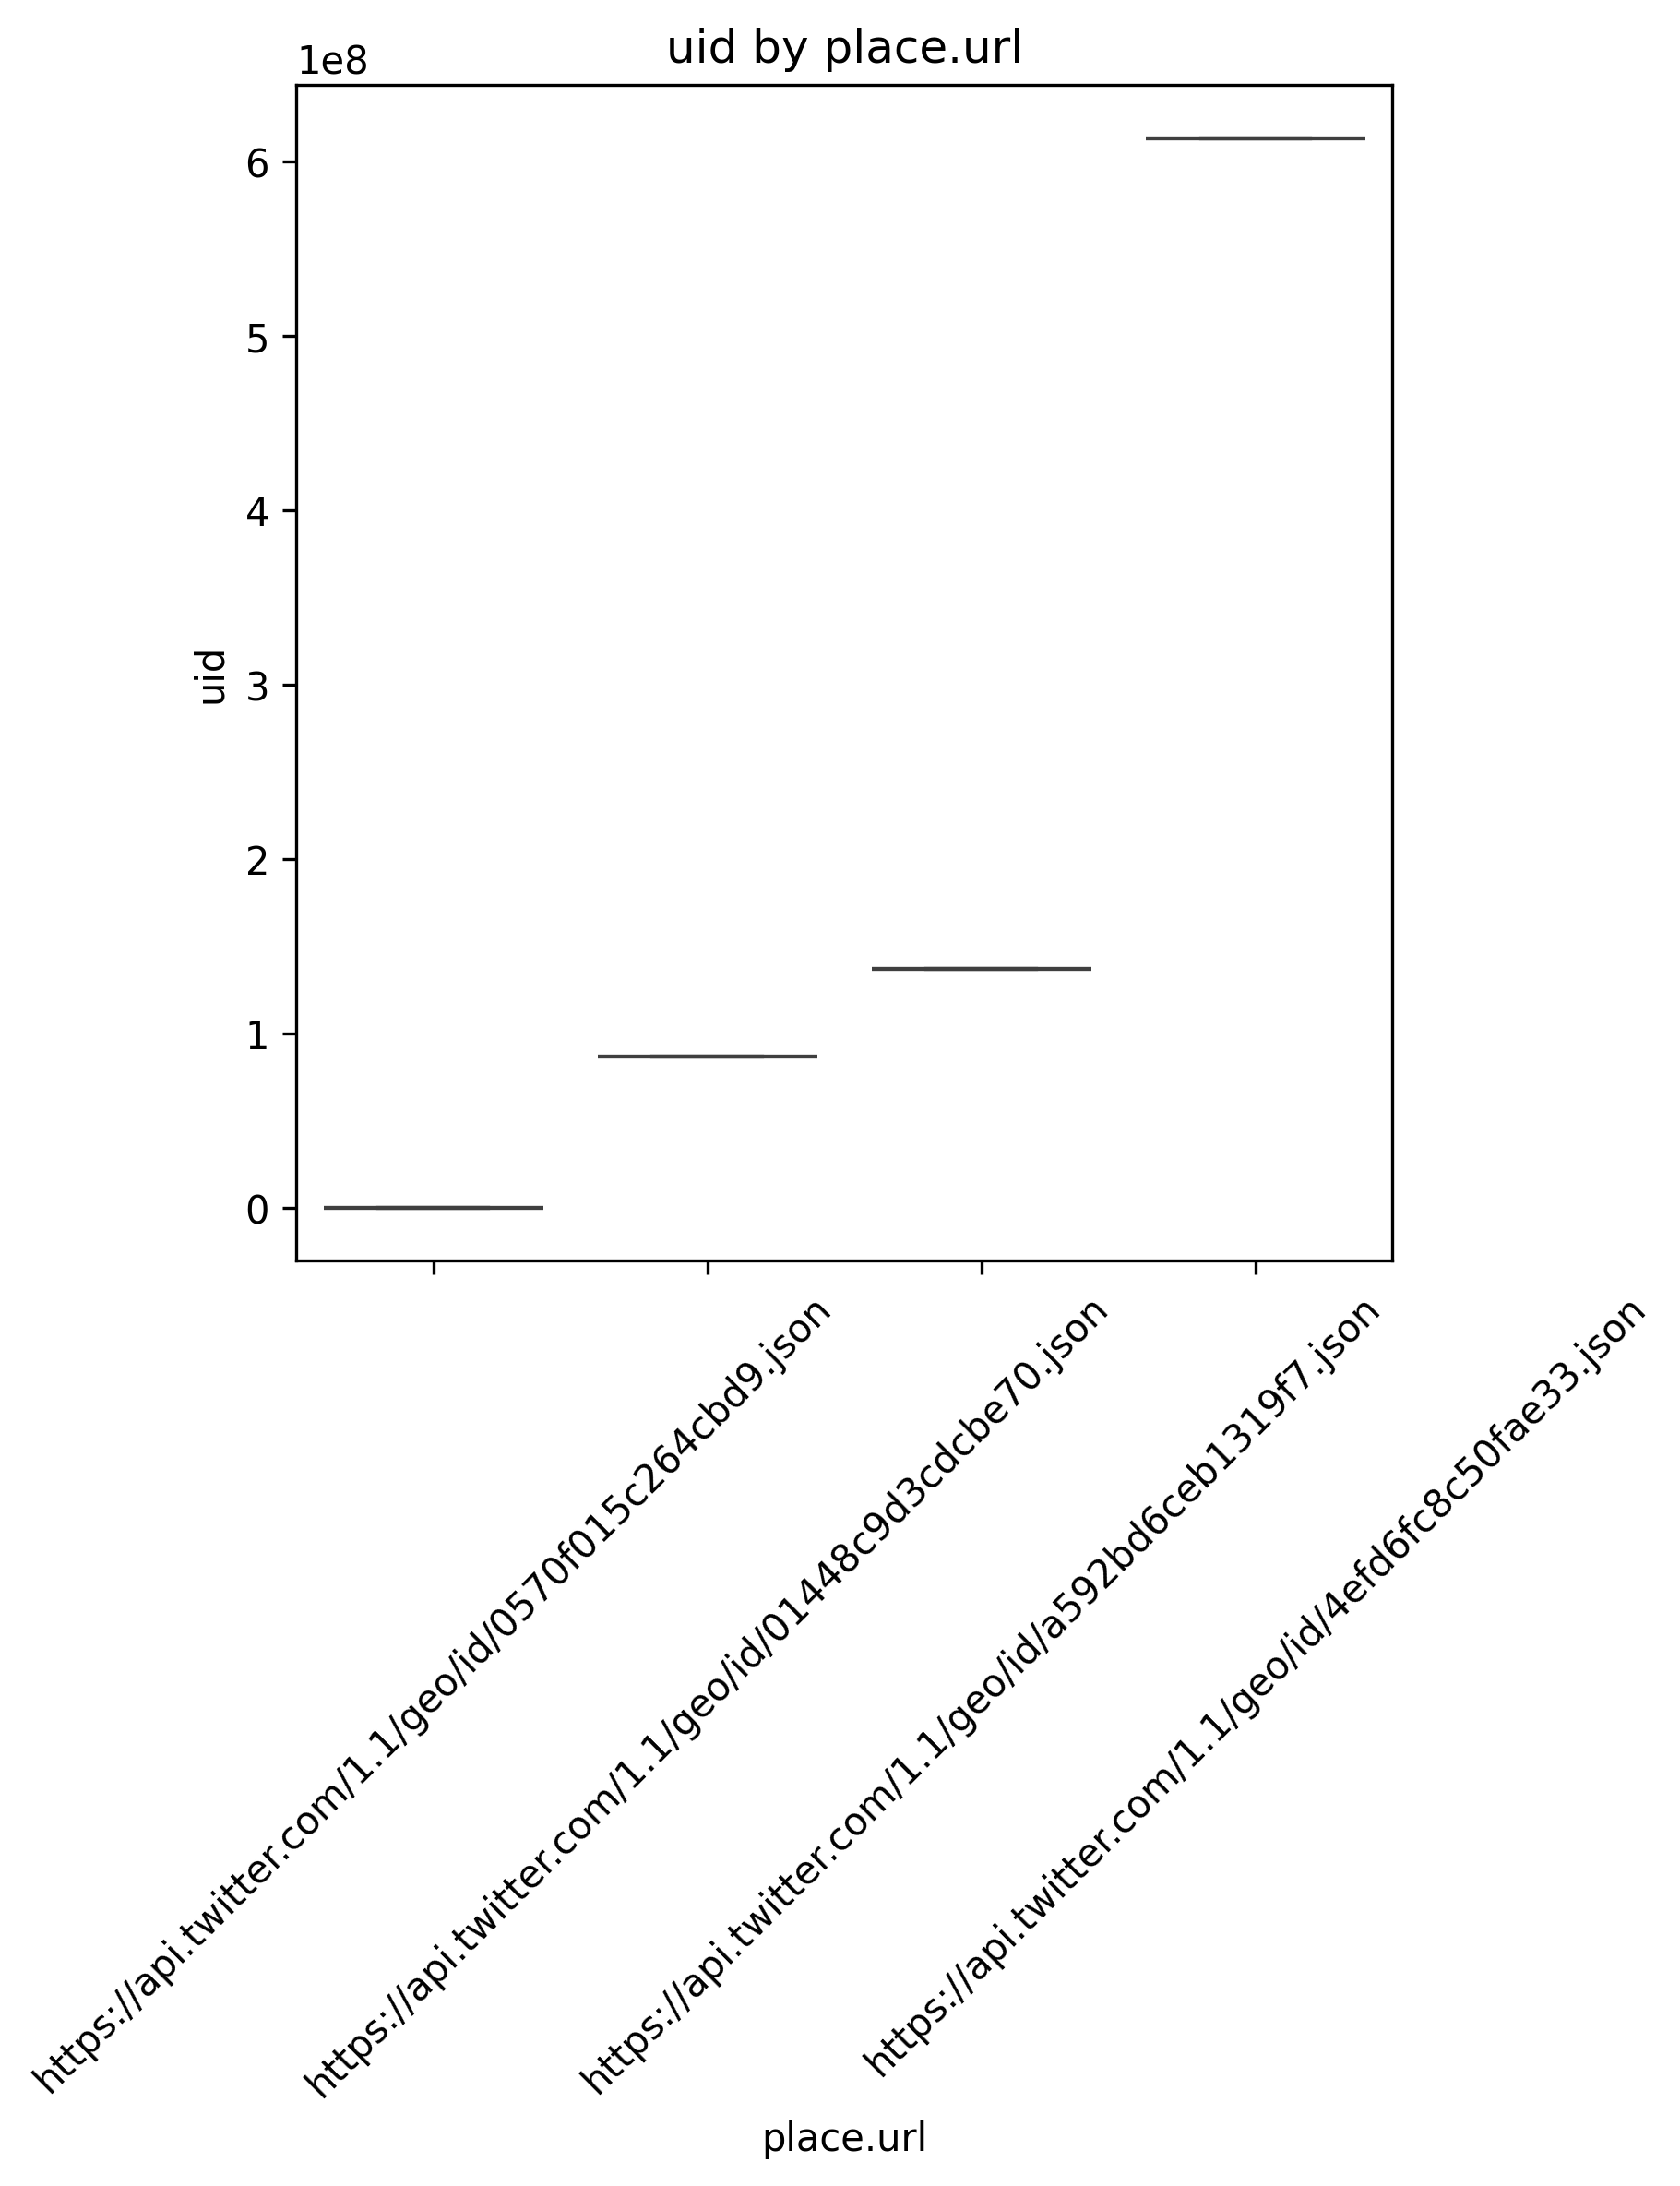 uid by place.url
1e8
6
5
4
3
2
1
0
uid
https://api.twitter.com/1.1/geo/id/0570f015c264cbd9.json
https://api.twitter.com/1.1/geo/id/01448c9d3cdcbe70.json
https://api.twitter.com/1.1/geo/id/a592bd6ceb1319f7.json
https://api.twitter.com/1.1/geo/id/4efd6fc8c50fae33.json
place.url